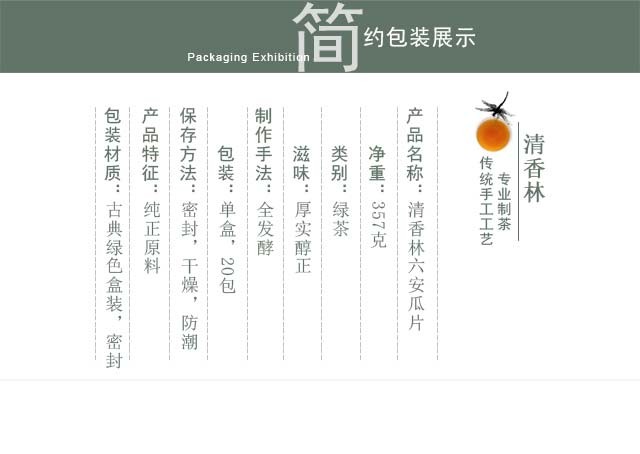 简约包装展示
Packaging Exhibition
清香林
专业制茶
传统手工工艺
产品名称：清香林六安瓜片
净重：357克
类别：绿茶
滋味：厚实醇正
制作手法：全发酵
包装：单盒，20包
保存方法：密封，干燥，防潮
产品特征：纯正原料
包装材质：古典绿色盒装，密封